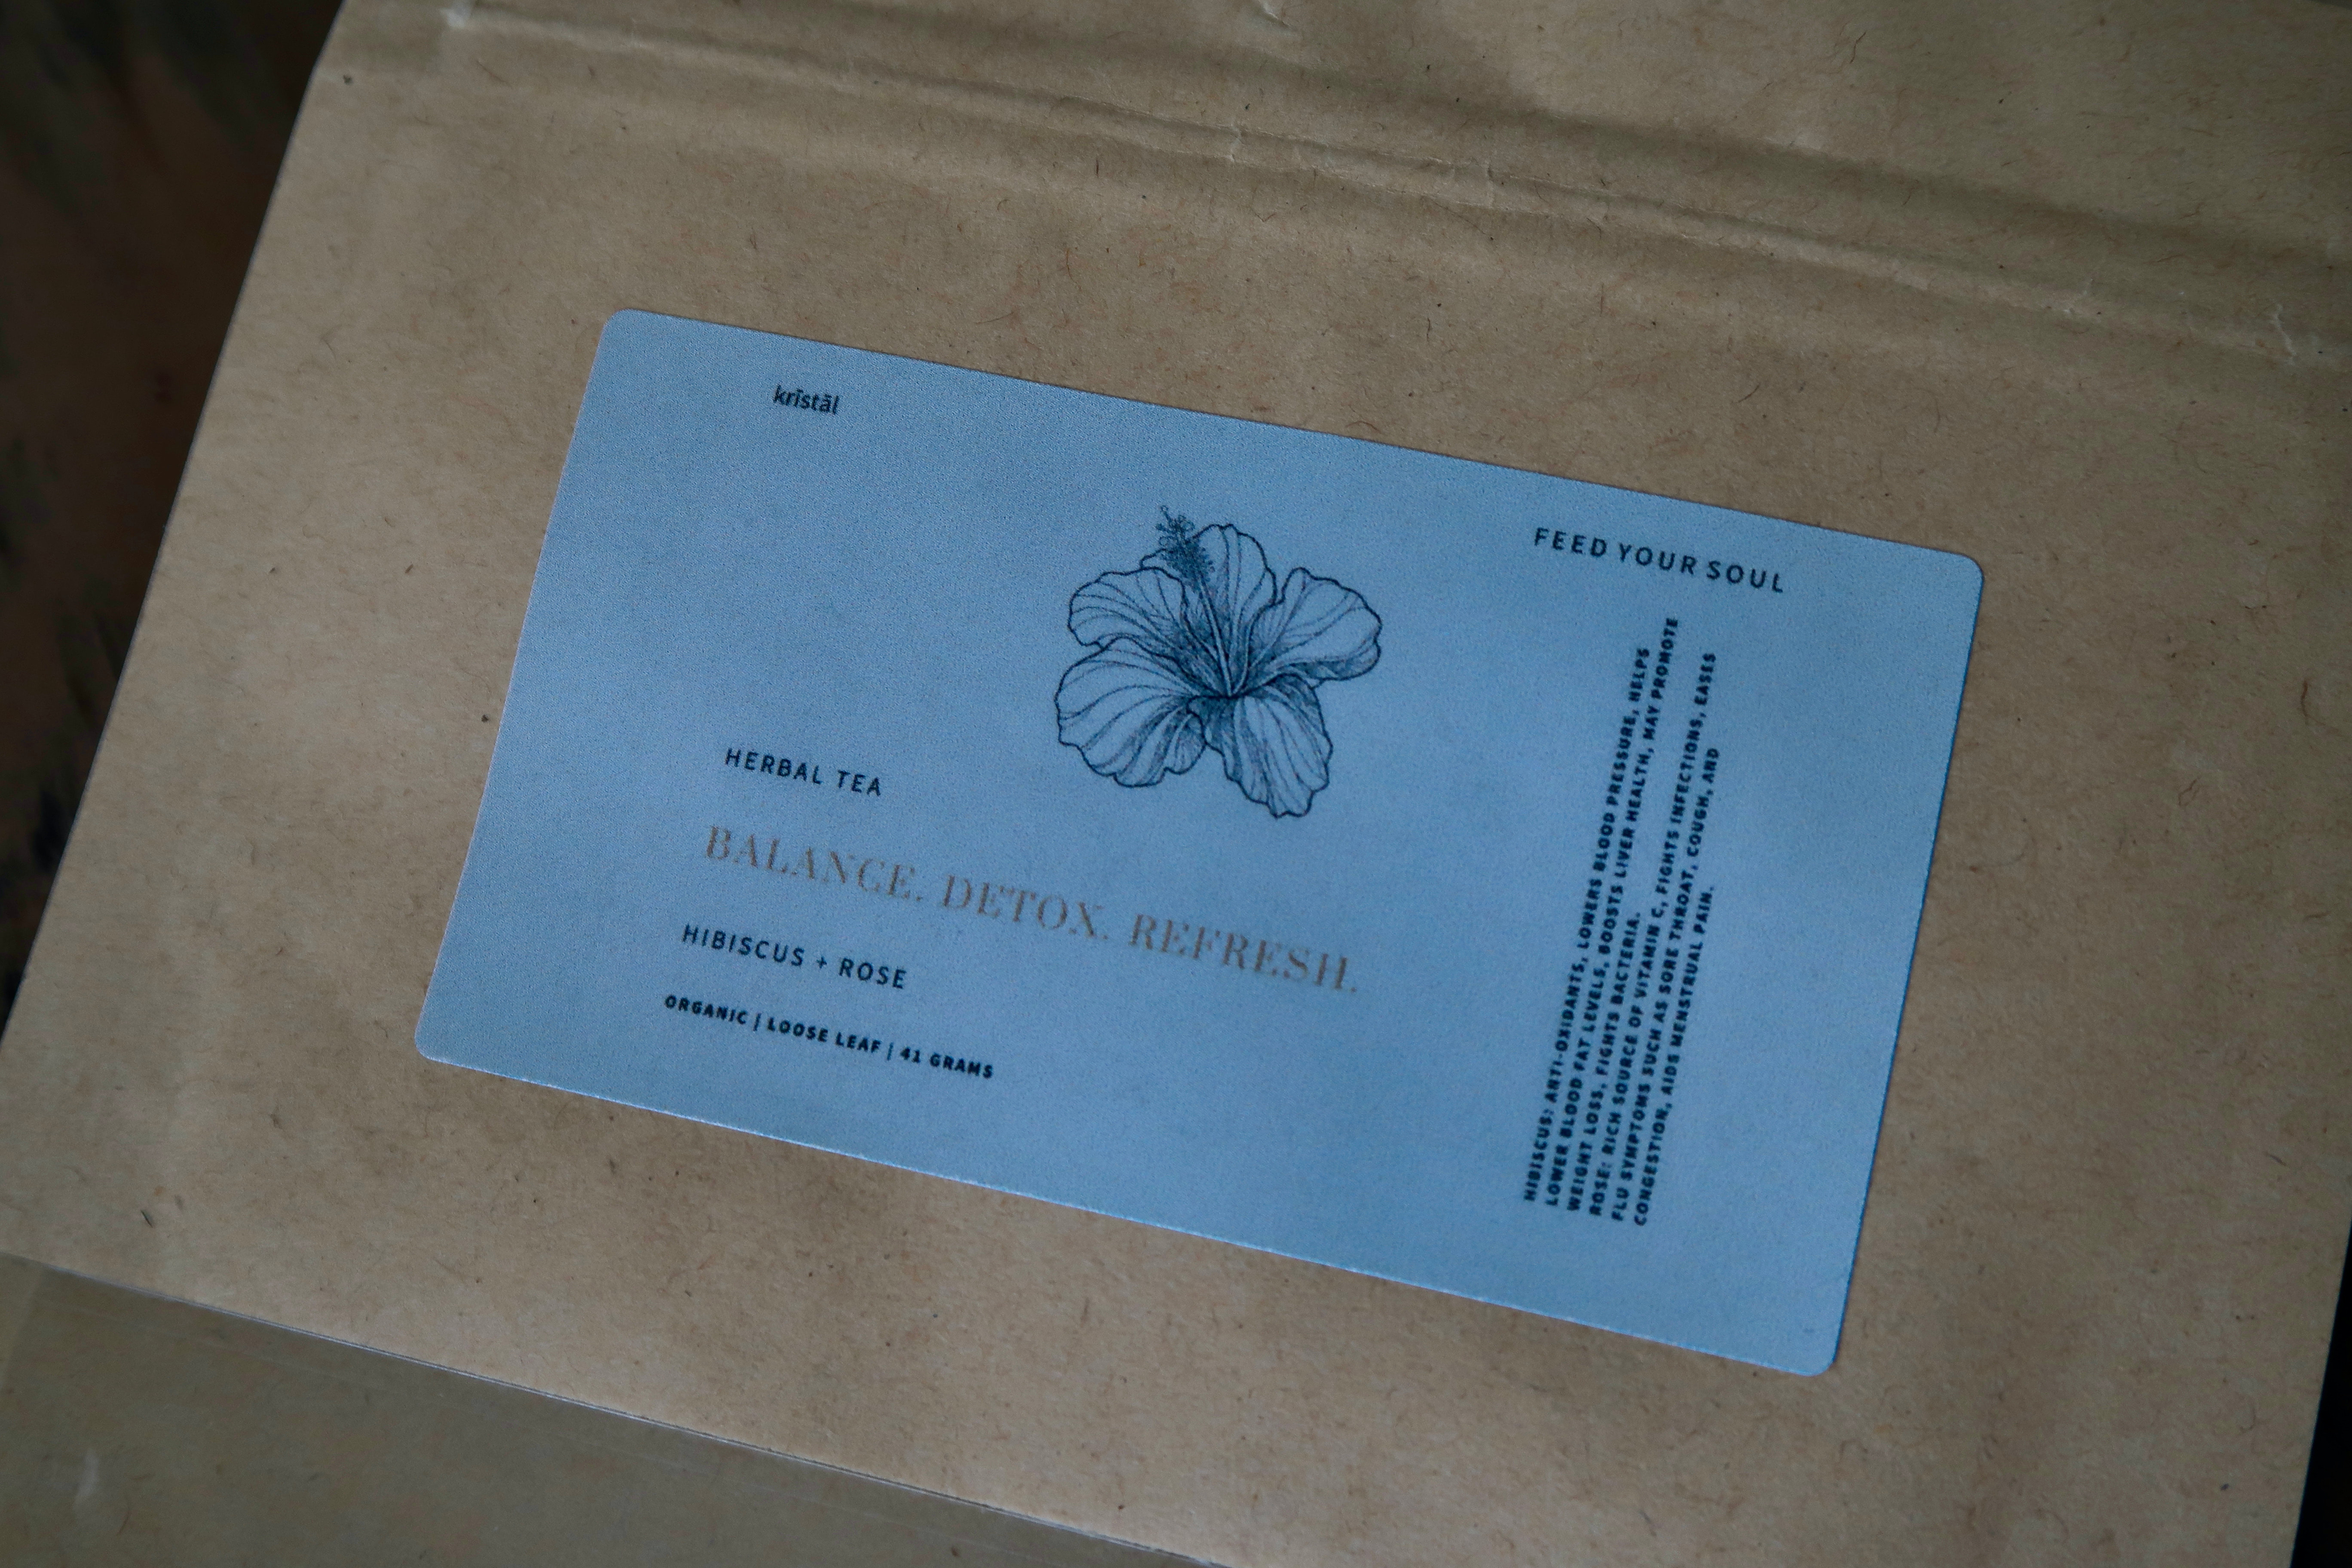 krīstāl
FEED YOUR SOUL
HERBAL TEA
BALANCE. DETOX. REFRESH.
HIBISCUS + ROSE
ORGANIC | LOOSE LEAF | 41 GRAMS
HIBISCUS: ANTI-OXIDANTS, LOWERS BLOOD PRESSURE, HELPS
LOWER BLOOD FAT LEVELS, BOOSTS LIVER HEALTH, MAY PROMOTE
WEIGHT LOSS, FIGHTS BACTERIA.
ROSE: RICH SOURCE OF VITAMIN C, FIGHTS INFECTIONS, EASES
FLU SYMPTOMS SUCH AS SORE THROAT, COUGH, AND
CONGESTION, AIDS MENSTRUAL PAIN.